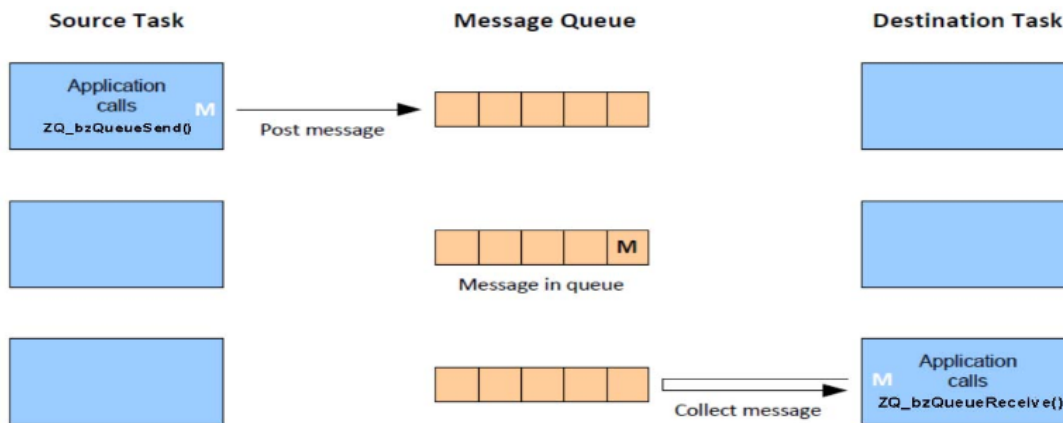 Source Task
Message Queue
Destination Task
Application
calls
M
ZQ_bzQueueSend()
Post message
M
Message in queue
Application
M
calls
ZQ_bzQueueReceive()
Collect message